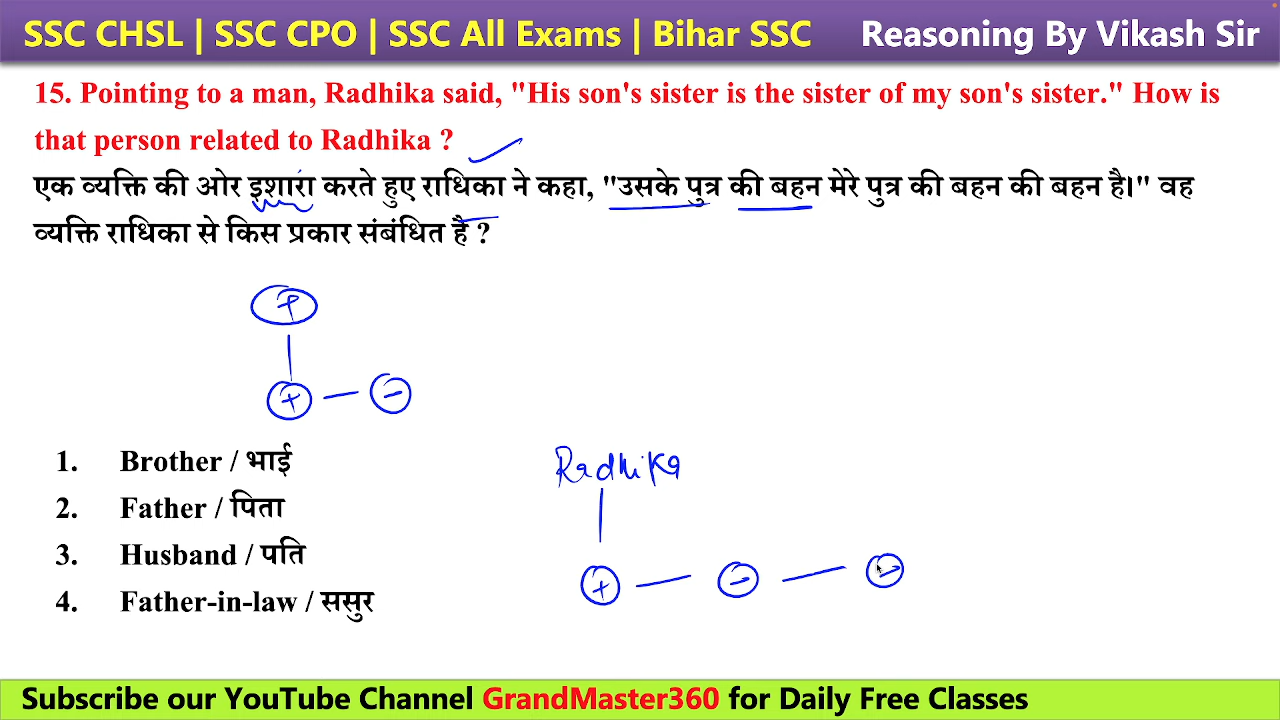 SSC CHSL | SSC CPO | SSC All Exams | Bihar SSC Reasoning By Vikash Sir
15. Pointing to a man, Radhika said, "His son's sister is the sister of my son's sister." How is
that person related to Radhika ?
एक व्यक्ति की ओर इशारा करते हुए राधिका ने कहा, "उसके पुत्र की बहन मेरे पुत्र की बहन की बहन है।" वह
व्यक्ति राधिका से किस प्रकार संबंधित है ?
+
+ — -
1. Brother / भाई
Radhika
2. Father / पिता
3. Husband / पति
+ — - — -
4. Father-in-law / ससुर
Subscribe our YouTube Channel GrandMaster360 for Daily Free Classes